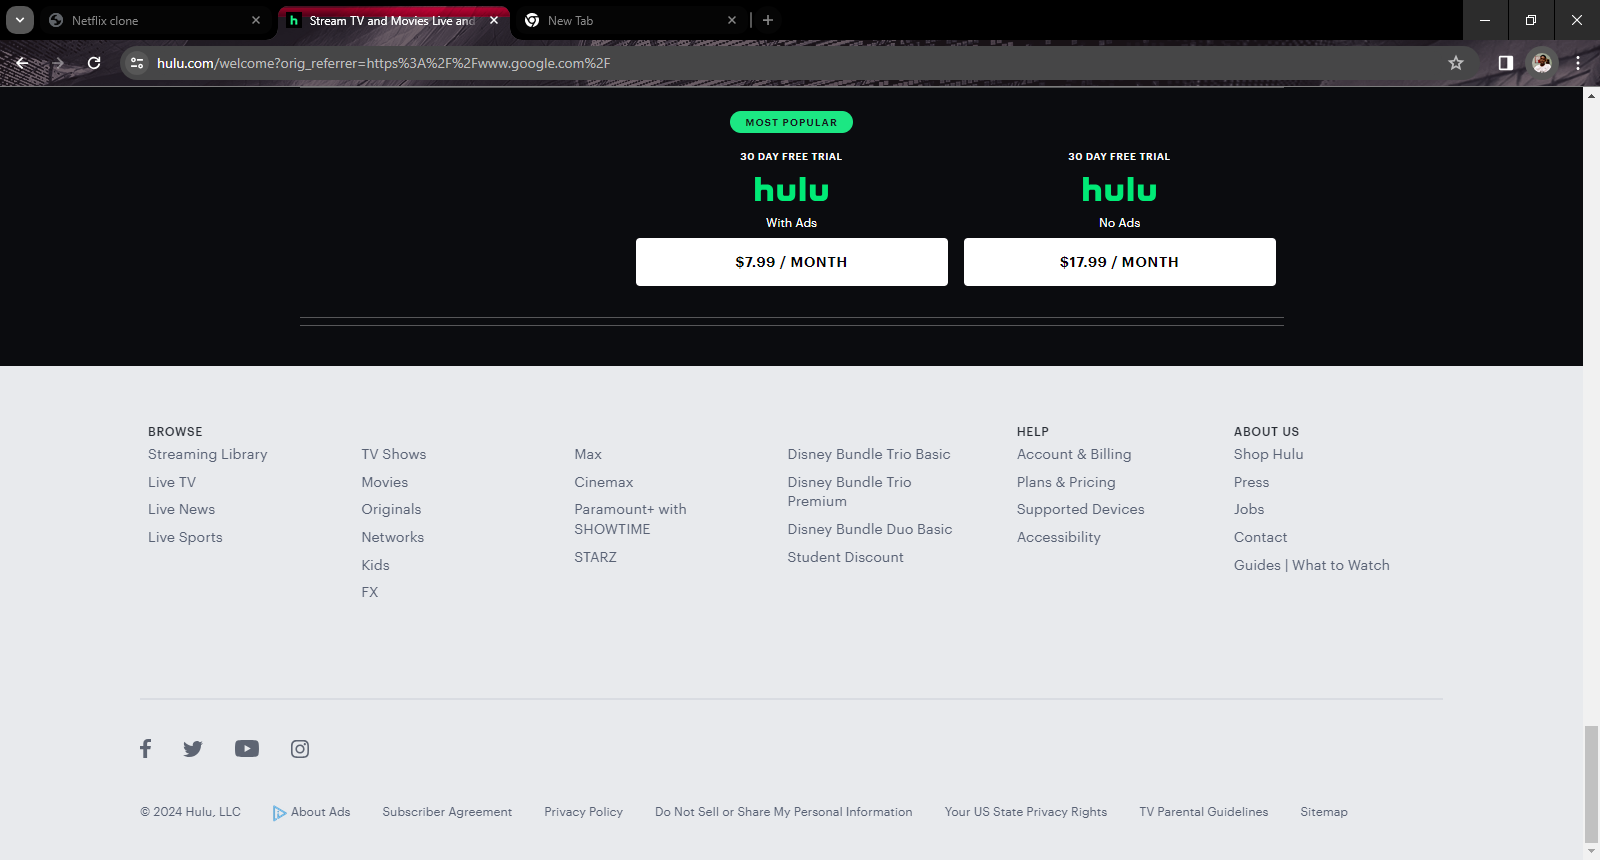 Netflix clone
Stream TV and Movies Live and
New Tab
hulu.com/welcome?orig_referrer=https%3A%2F%2Fwww.google.com%2F
MOST POPULAR
30 DAY FREE TRIAL
hulu
With Ads
$7.99 / MONTH
30 DAY FREE TRIAL
hulu
No Ads
$17.99 / MONTH
BROWSE
Streaming Library
Live TV
Live News
Live Sports
TV Shows
Movies
Originals
Networks
Kids
FX
Max
Cinemax
Paramount+ with
SHOWTIME
STARZ
Disney Bundle Trio Basic
Disney Bundle Trio
Premium
Disney Bundle Duo Basic
Student Discount
HELP
Account & Billing
Plans & Pricing
Supported Devices
Accessibility
ABOUT US
Shop Hulu
Press
Jobs
Contact
Guides | What to Watch
© 2024 Hulu, LLC
About Ads
Subscriber Agreement
Privacy Policy
Do Not Sell or Share My Personal Information
Your US State Privacy Rights
TV Parental Guidelines
Sitemap